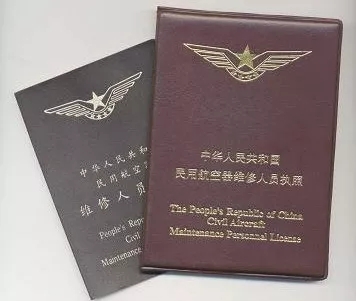 中华人民共和
民用航空
维修人员
People's Repu
Civil
Maintenance
中华人民共和国
民用航空器维修人员执照
The People's Republic of China
Civil Aircraft
Maintenance Personnel License